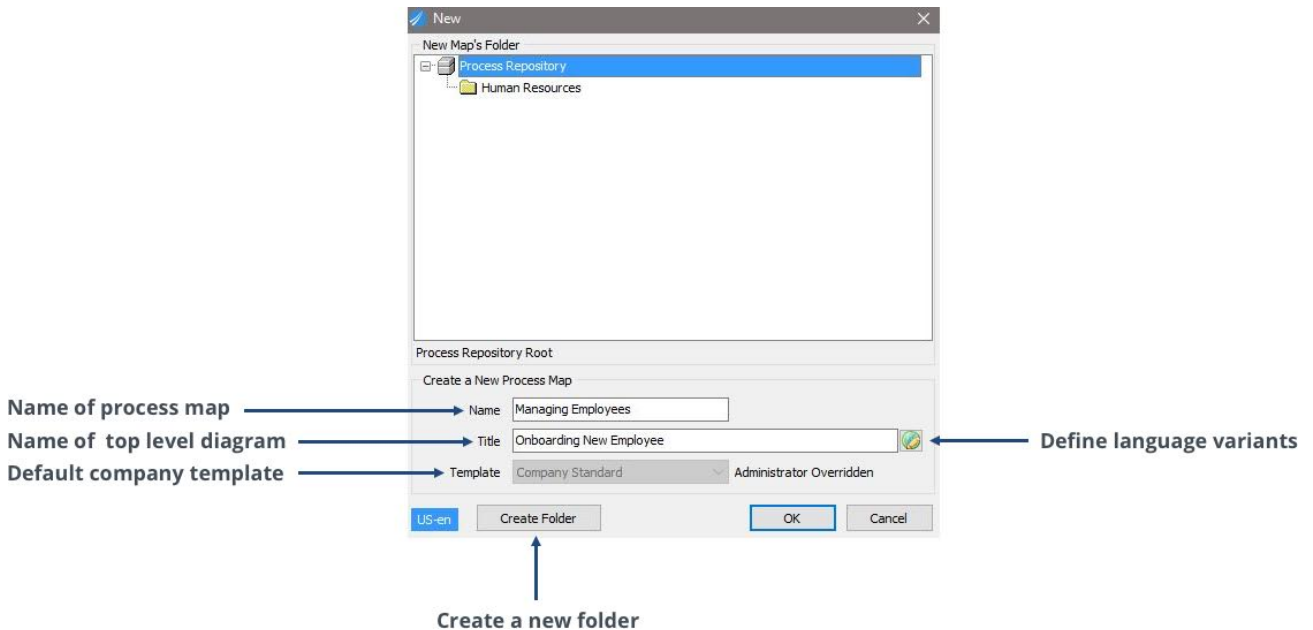 New
New Map's Folder
Process Repository
Human Resources
Process Repository Root
Create a New Process Map
Name of process map
Name
Managing Employees
Name of top level diagram
Title
Onboarding New Employee
Define language variants
Default company template
Template
Company Standard
Administrator Overridden
US-en
Create Folder
OK
Cancel
Create a new folder